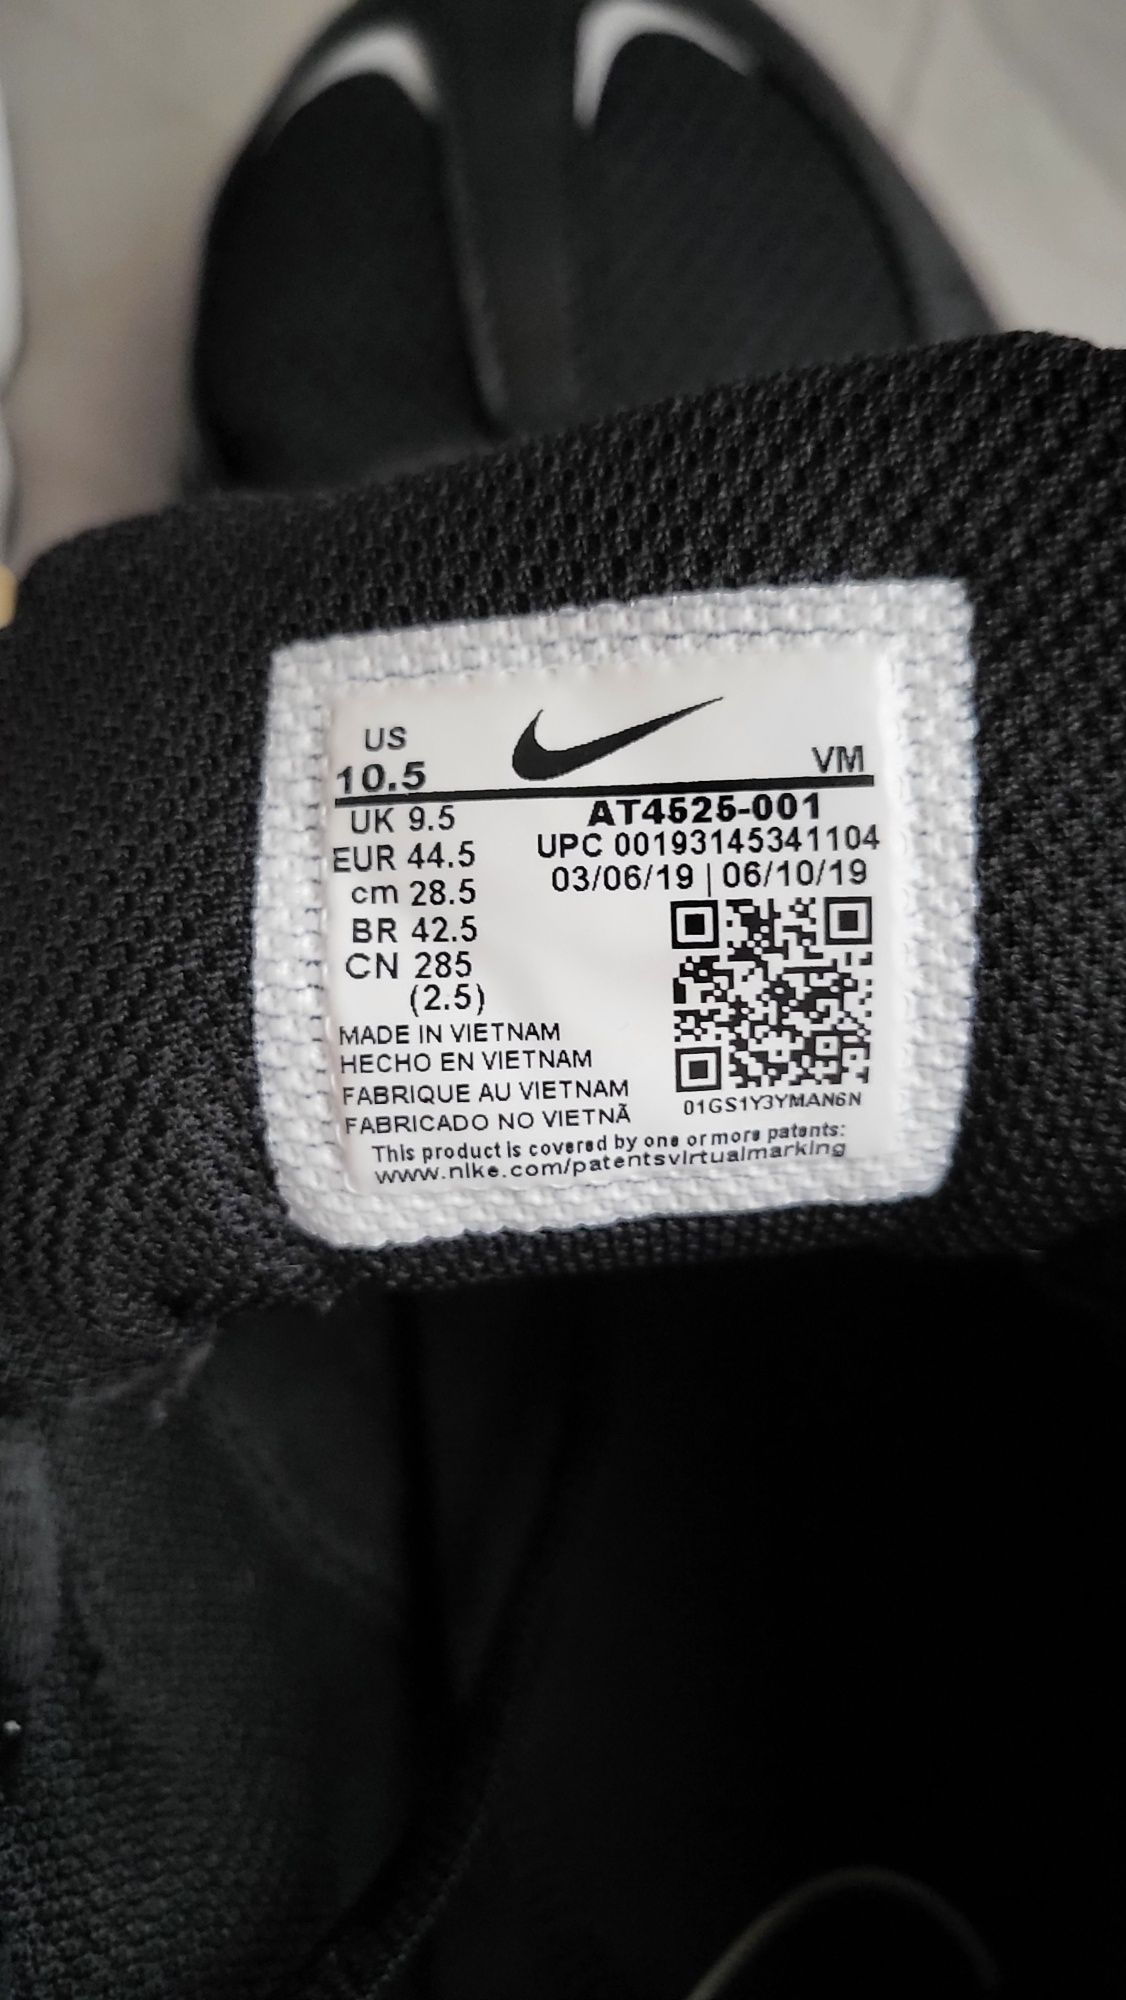 US
10.5
VM
UK 9.5
EUR 44.5
cm 28.5
BR 42.5
CN 285
(2.5)
AT4525-001
UPC 00193145341104
03/06/19 | 06/10/19
MADE IN VIETNAM
HECHO EN VIETNAM
FABRIQUE AU VIETNAM
FABRICADO NO VIETNÃ
01GS1Y3YMAN6N
This product is covered by one or more patents:
www.nike.com/patentsvirtualmarking